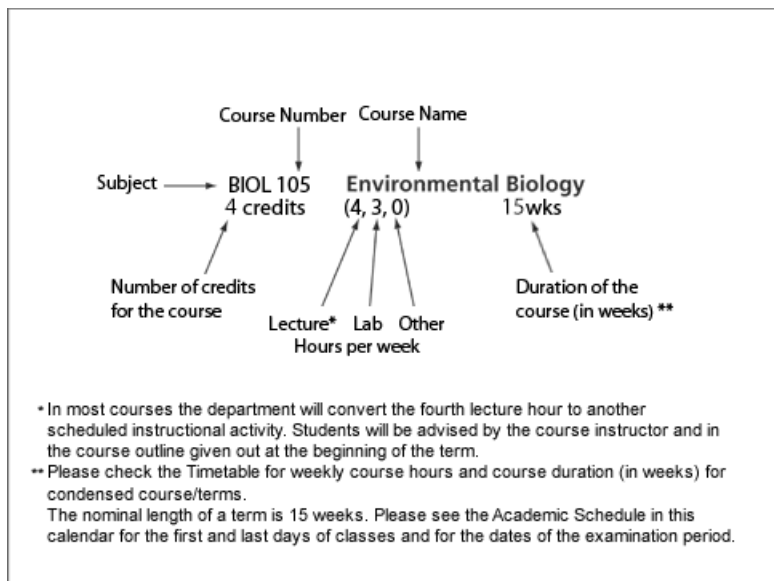 Course Number Course Name
Subject BIOL 105 Environmental Biology
4 credits (4, 3, 0) 15wks
Number of credits
for the course
Lecture* Lab Other
Hours per week
Duration of the
course (in weeks) **
* In most courses the department will convert the fourth lecture hour to another
scheduled instructional activity. Students will be advised by the course instructor and in
the course outline given out at the beginning of the term.
** Please check the Timetable for weekly course hours and course duration (in weeks) for
condensed course/terms.
The nominal length of a term is 15 weeks. Please see the Academic Schedule in this
calendar for the first and last days of classes and for the dates of the examination period.